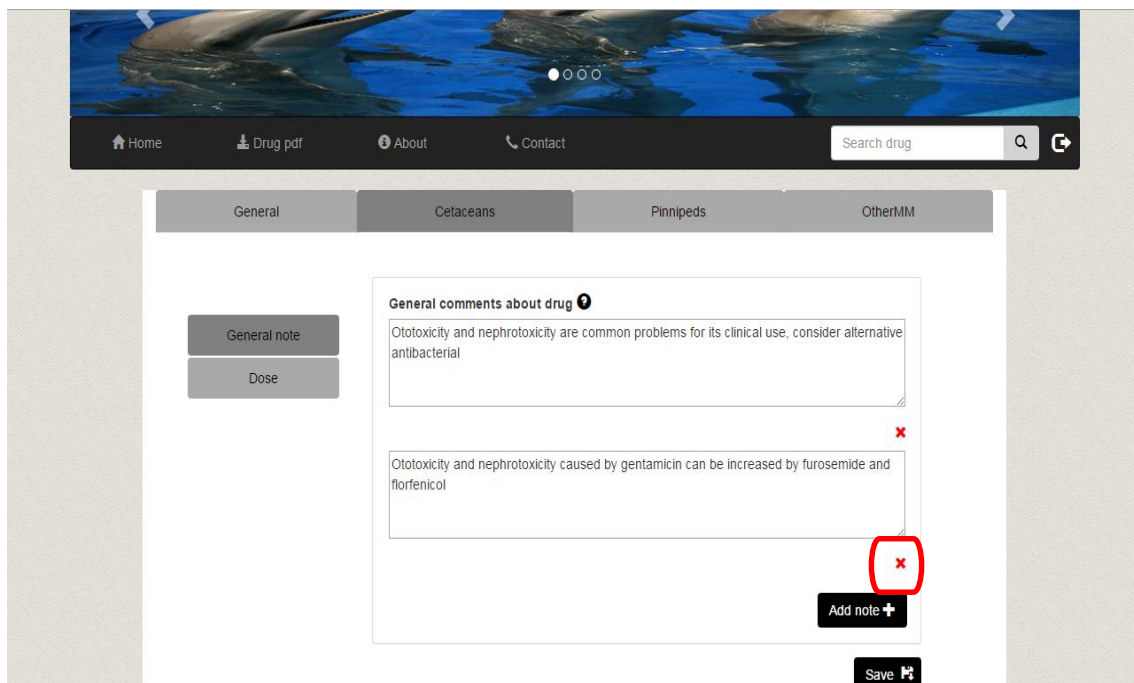 Home
Drug pdf
About
Contact
Search drug
General
Cetaceans
Pinnipeds
OtherMM
General note
Dose
General comments about drug
Ototoxicity and nephrotoxicity are common problems for its clinical use, consider alternative
antibacterial
Ototoxicity and nephrotoxicity caused by gentamicin can be increased by furosemide and
florfenicol
Add note
Save